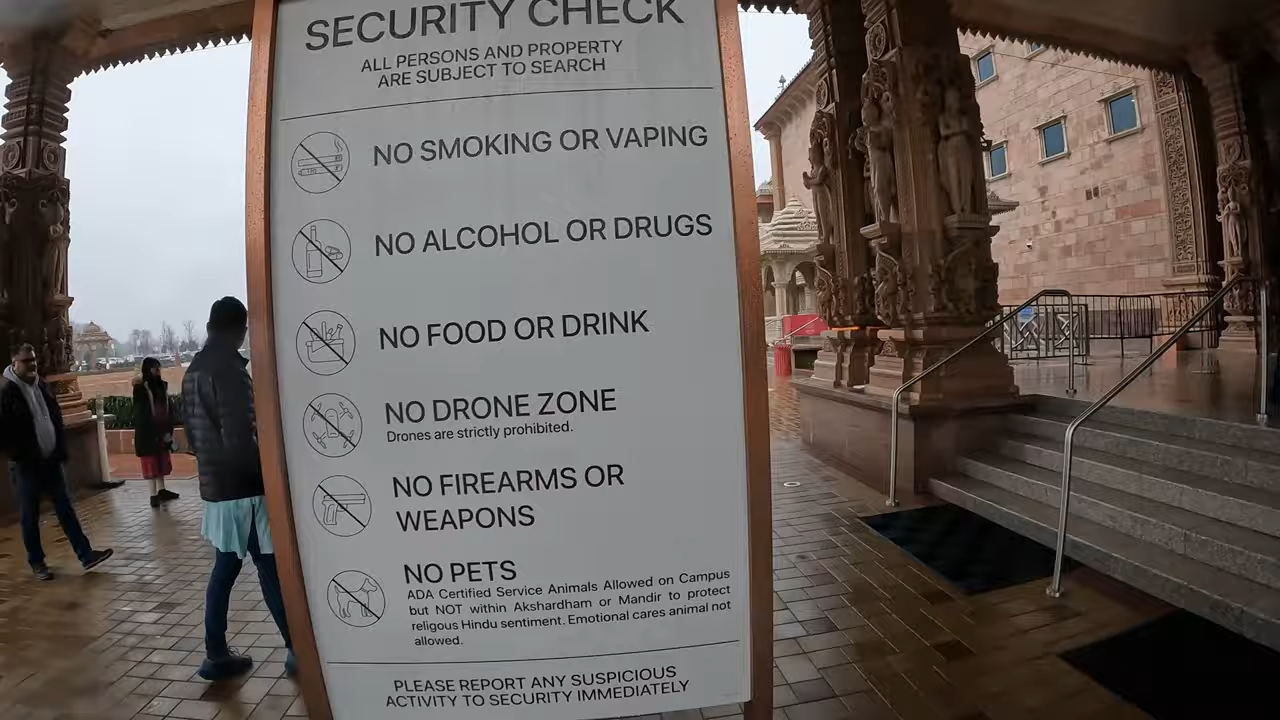 SECURITY CHECK
ALL PERSONS AND PROPERTY
ARE SUBJECT TO SEARCH
NO SMOKING OR VAPING
NO ALCOHOL OR DRUGS
NO FOOD OR DRINK
NO DRONE ZONE
Drones are strictly prohibited.
NO FIREARMS OR
WEAPONS
NO PETS
ADA Certified Service Animals Allowed on Campus
but NOT within Akshardham or Mandir to protect
religous Hindu sentiment. Emotional cares animal not
allowed.
PLEASE REPORT ANY SUSPICIOUS
ACTIVITY TO SECURITY IMMEDIATELY